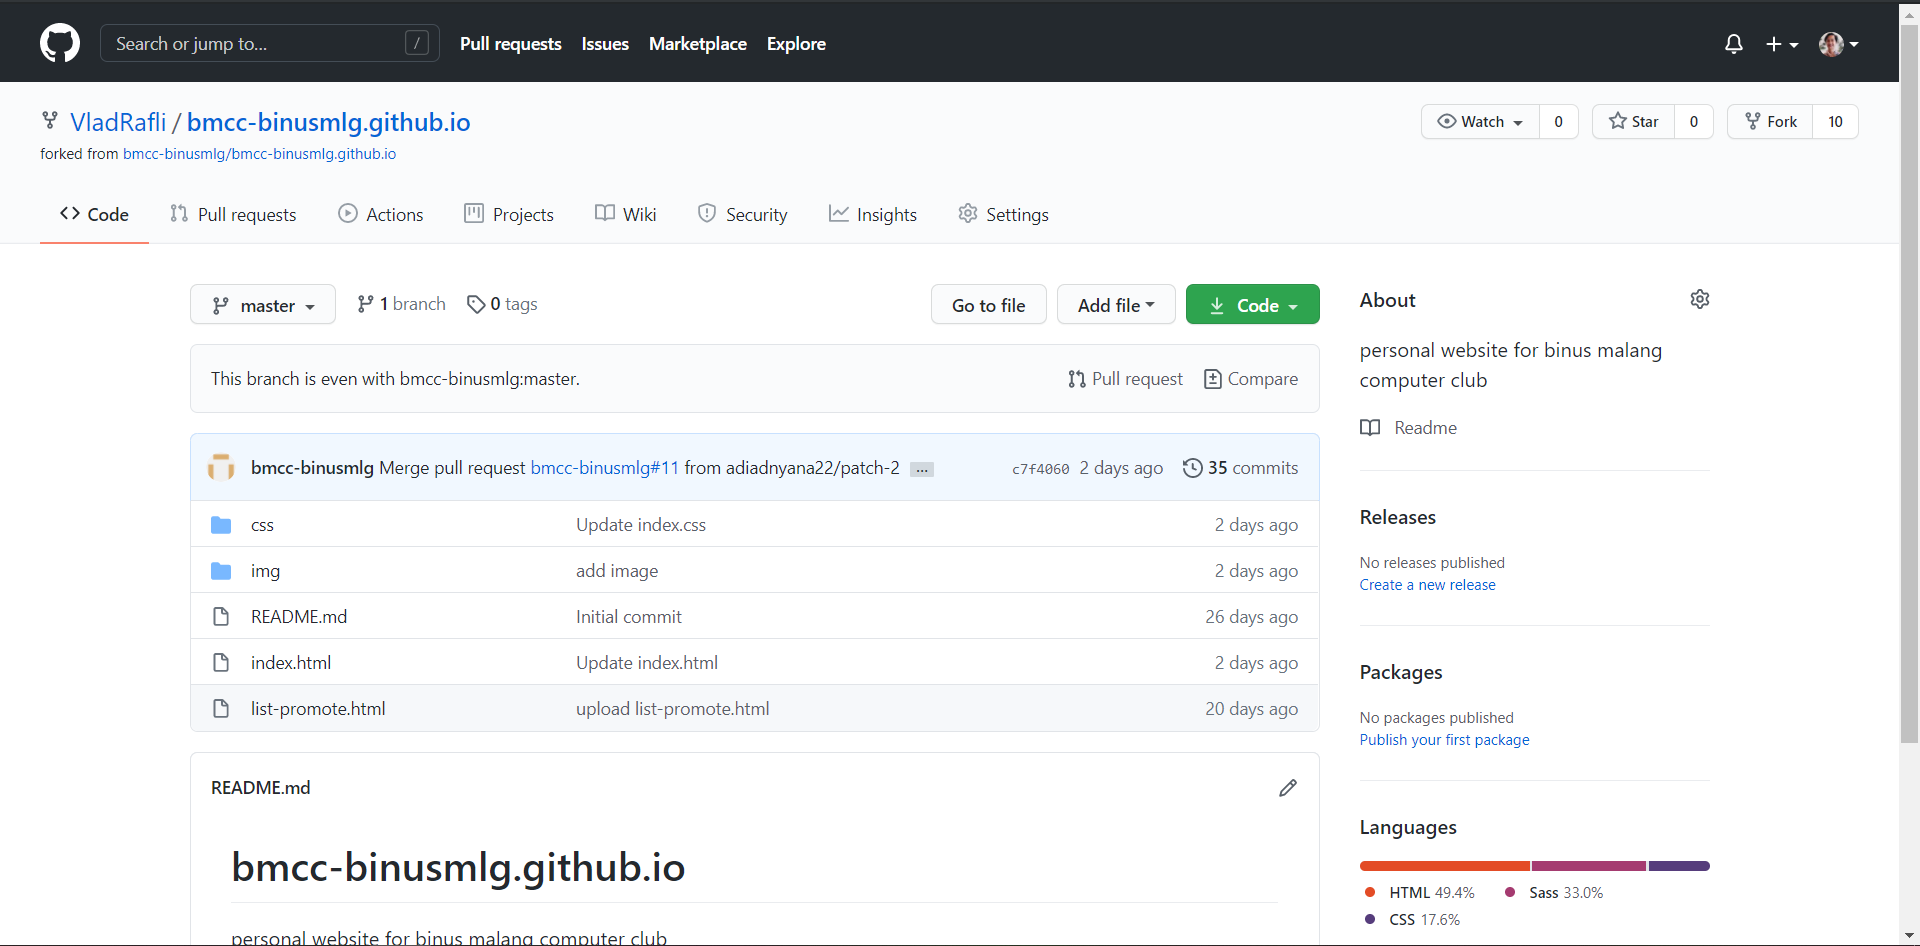 Search or jump to... /
Pull requests Issues Marketplace Explore
VladRafli / bmcc-binusmlg.github.io
forked from bmcc-binusmlg/bmcc-binusmlg.github.io
Watch 0 Star 0 Fork 10
Code Pull requests Actions Projects Wiki Security Insights Settings
master 1 branch 0 tags
Go to file Add file Code
This branch is even with bmcc-binusmlg:master.
Pull request Compare
bmcc-binusmlg Merge pull request bmcc-binusmlg#11 from adiadnyana22/patch-2 ... c7f4060 2 days ago 35 commits
css Update index.css 2 days ago
img add image 2 days ago
README.md Initial commit 26 days ago
index.html Update index.html 2 days ago
list-promote.html upload list-promote.html 20 days ago
README.md
bmcc-binusmlg.github.io
personal website for binus malang computer club
About
personal website for binus malang
computer club
Readme
Releases
No releases published
Create a new release
Packages
No packages published
Publish your first package
Languages
HTML 49.4% Sass 33.0%
CSS 17.6%